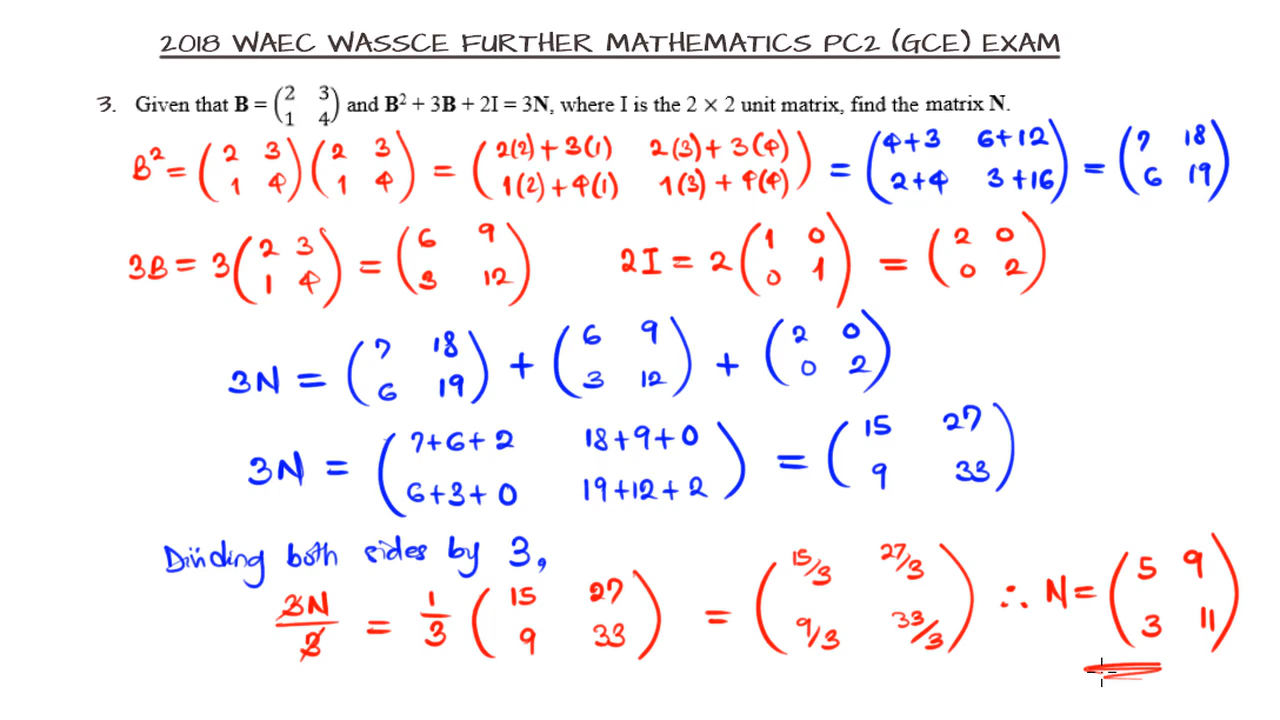 2018 WAEC WASSCE FURTHER MATHEMATICS PC2 (GCE) EXAM
3. Given that B = (2 3 / 1 4) and B² + 3B + 2I = 3N, where I is the 2 × 2 unit matrix, find the matrix N.
B² = (2 3 / 1 4)(2 3 / 1 4) = (2(2)+3(1) 2(3)+3(4) / 1(2)+4(1) 1(3)+4(4)) = (4+3 6+12 / 2+4 3+16) = (7 18 / 6 19)
3B = 3(2 3 / 1 4) = (6 9 / 3 12) 2I = 2(1 0 / 0 1) = (2 0 / 0 2)
3N = (7 18 / 6 19) + (6 9 / 3 12) + (2 0 / 0 2)
3N = (7+6+2 18+9+0 / 6+3+0 19+12+2) = (15 27 / 9 33)
Dividing both sides by 3,
3N/3 = 1/3 (15 27 / 9 33) = (15/3 27/3 / 9/3 33/3) ∴ N = (5 9 / 3 11)